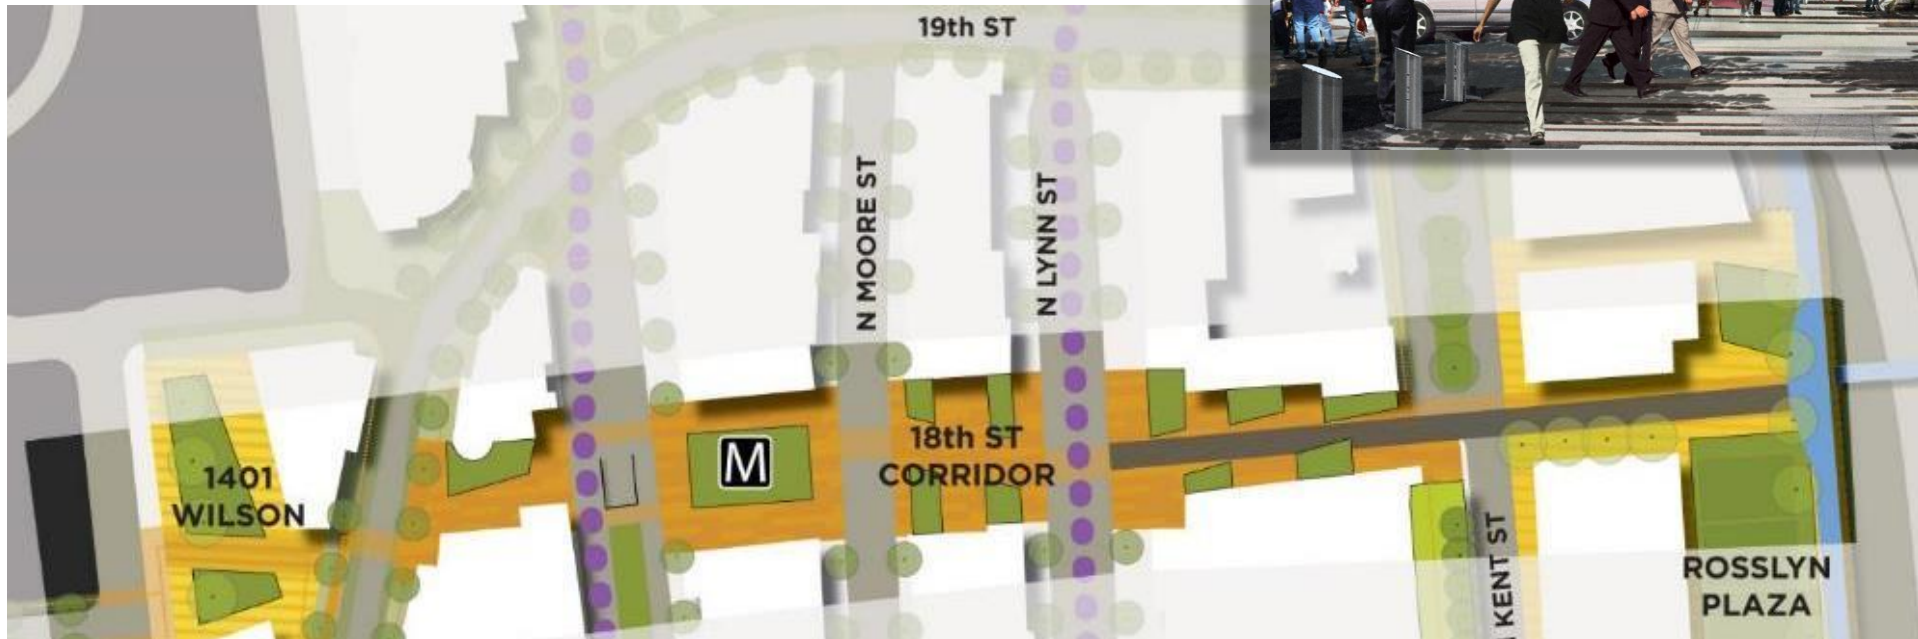 19th ST
N MOORE ST
N LYNN ST
M
18th ST
CORRIDOR
1401
WILSON
KENT ST
ROSSLYN
PLAZA